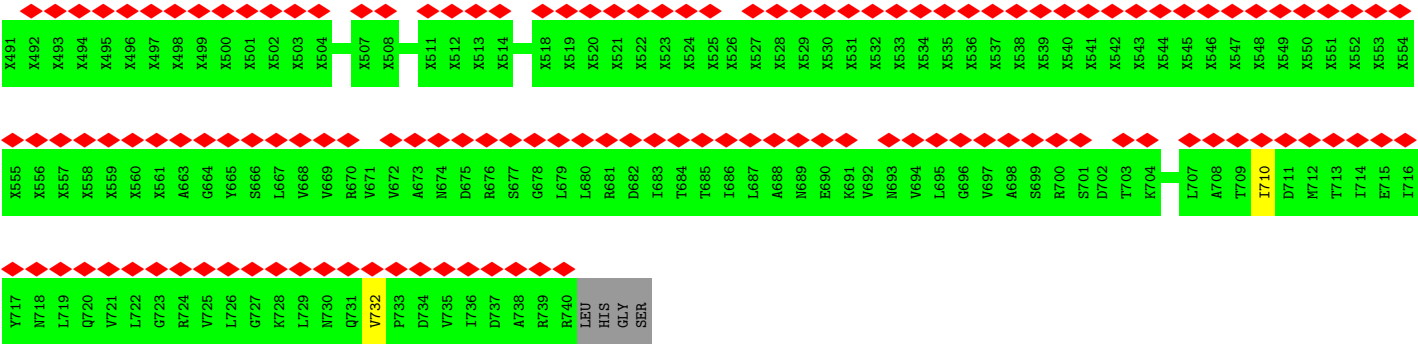 X491 X492 X493 X494 X495 X496 X497 X498 X499 X500 X501 X502 X503 X504 X507 X508 X511 X512 X513 X514 X518 X519 X520 X521 X522 X523 X524 X525 X526 X527 X528 X529 X530 X531 X532 X533 X534 X535 X536 X537 X538 X539 X540 X541 X542 X543 X544 X545 X546 X547 X548 X549 X550 X551 X552 X553 X554
X555 X556 X557 X558 X559 X560 X561 A663 G664 Y665 S666 L667 V668 V669 R670 V671 V672 A673 N674 D675 R676 S677 G678 L679 L680 R681 D682 I683 T684 T685 I686 L687 A688 N689 E690 K691 V692 N693 V694 L695 G696 V697 A698 S699 R700 S701 D702 T703 K704 L707 A708 T709 I710 D711 M712 T713 I714 E715 I716
Y717 N718 L719 Q720 V721 L722 G723 R724 V725 L726 G727 K728 L729 N730 Q731 V732 P733 D734 V735 I736 D737 A738 R739 R740 LEU HIS GLY SER